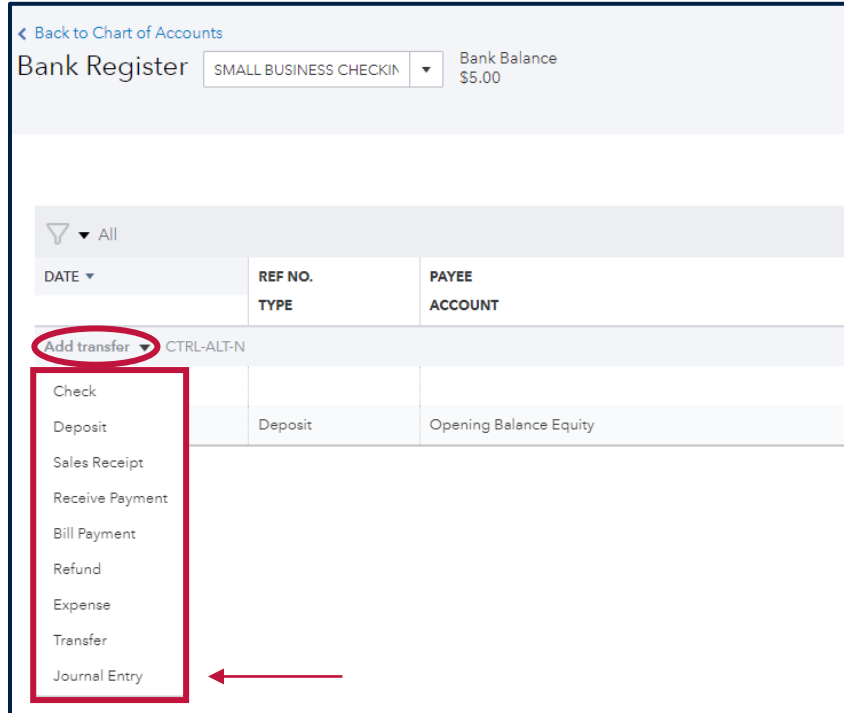 Back to Chart of Accounts
Bank Register
SMALL BUSINESS CHECKIN
Bank Balance
$5.00
All
DATE
REF NO.
PAYEE
TYPE
ACCOUNT
Add transfer CTRL-ALT-N
Check
Deposit
Deposit
Opening Balance Equity
Sales Receipt
Receive Payment
Bill Payment
Refund
Expense
Transfer
Journal Entry